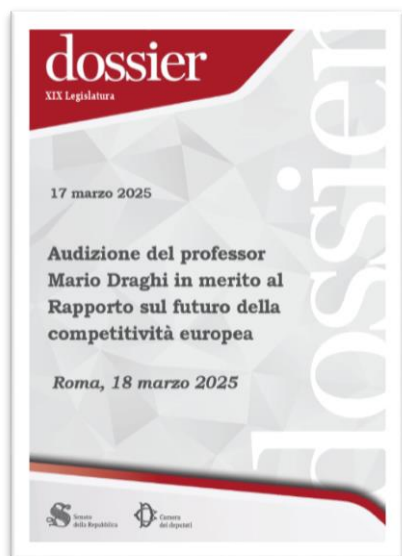 dossier
XIX Legislatura
17 marzo 2025
Audizione del professor
Mario Draghi in merito al
Rapporto sul futuro della
competitività europea
Roma, 18 marzo 2025
dossier
Senato
della Repubblica
Camera
dei deputati